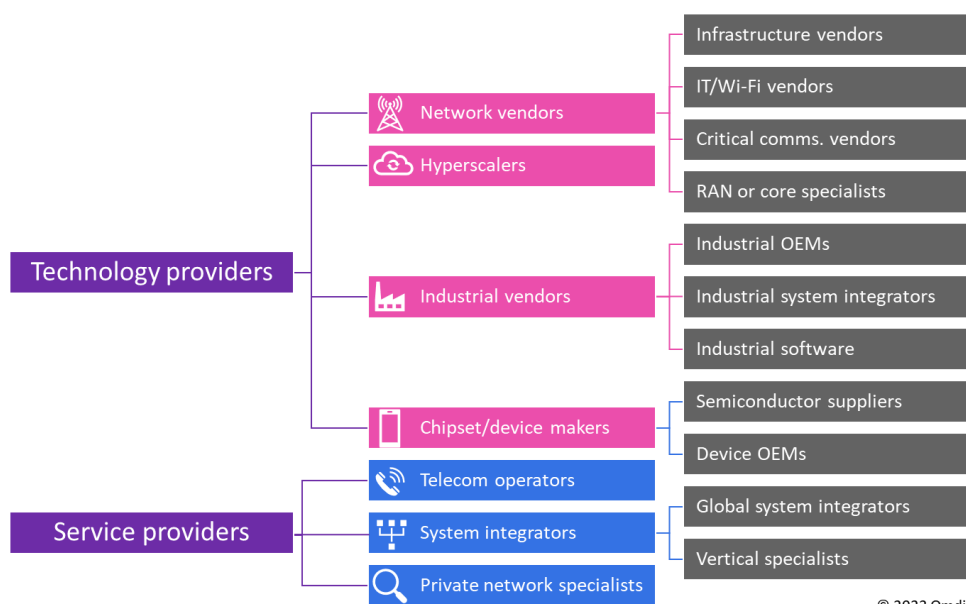 Infrastructure vendors
IT/Wi-Fi vendors
Network vendors
Critical comms. vendors
Hyperscalers
RAN or core specialists
Industrial OEMs
Technology providers
Industrial vendors
Industrial system integrators
Industrial software
Semiconductor suppliers
Chipset/device makers
Device OEMs
Telecom operators
Global system integrators
Service providers
System integrators
Vertical specialists
Private network specialists